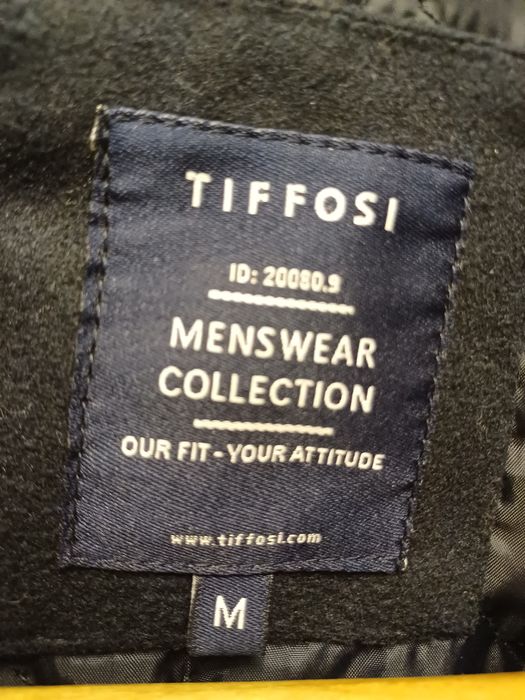 TIFFOSI
ID: 20080.9
MENSWEAR
COLLECTION
OUR FIT - YOUR ATTITUDE
www.tiffosi.com
M